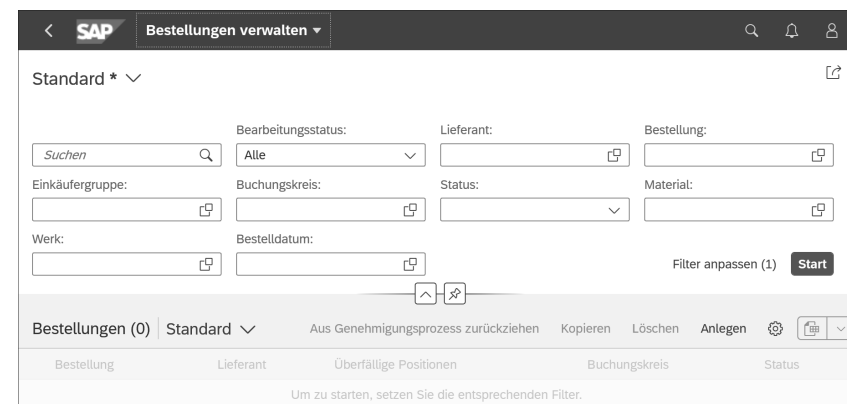 SAP Bestellungen verwalten
Standard *
Bearbeitungsstatus: Lieferant: Bestellung:
Suchen Alle
Einkäufergruppe: Buchungskreis: Status: Material:
Werk: Bestelldatum:
Filter anpassen (1) Start
Bestellungen (0) Standard Aus Genehmigungsprozess zurückziehen Kopieren Löschen Anlegen
Bestellung Lieferant Überfällige Positionen Buchungskreis Status
Um zu starten, setzen Sie die entsprechenden Filter.